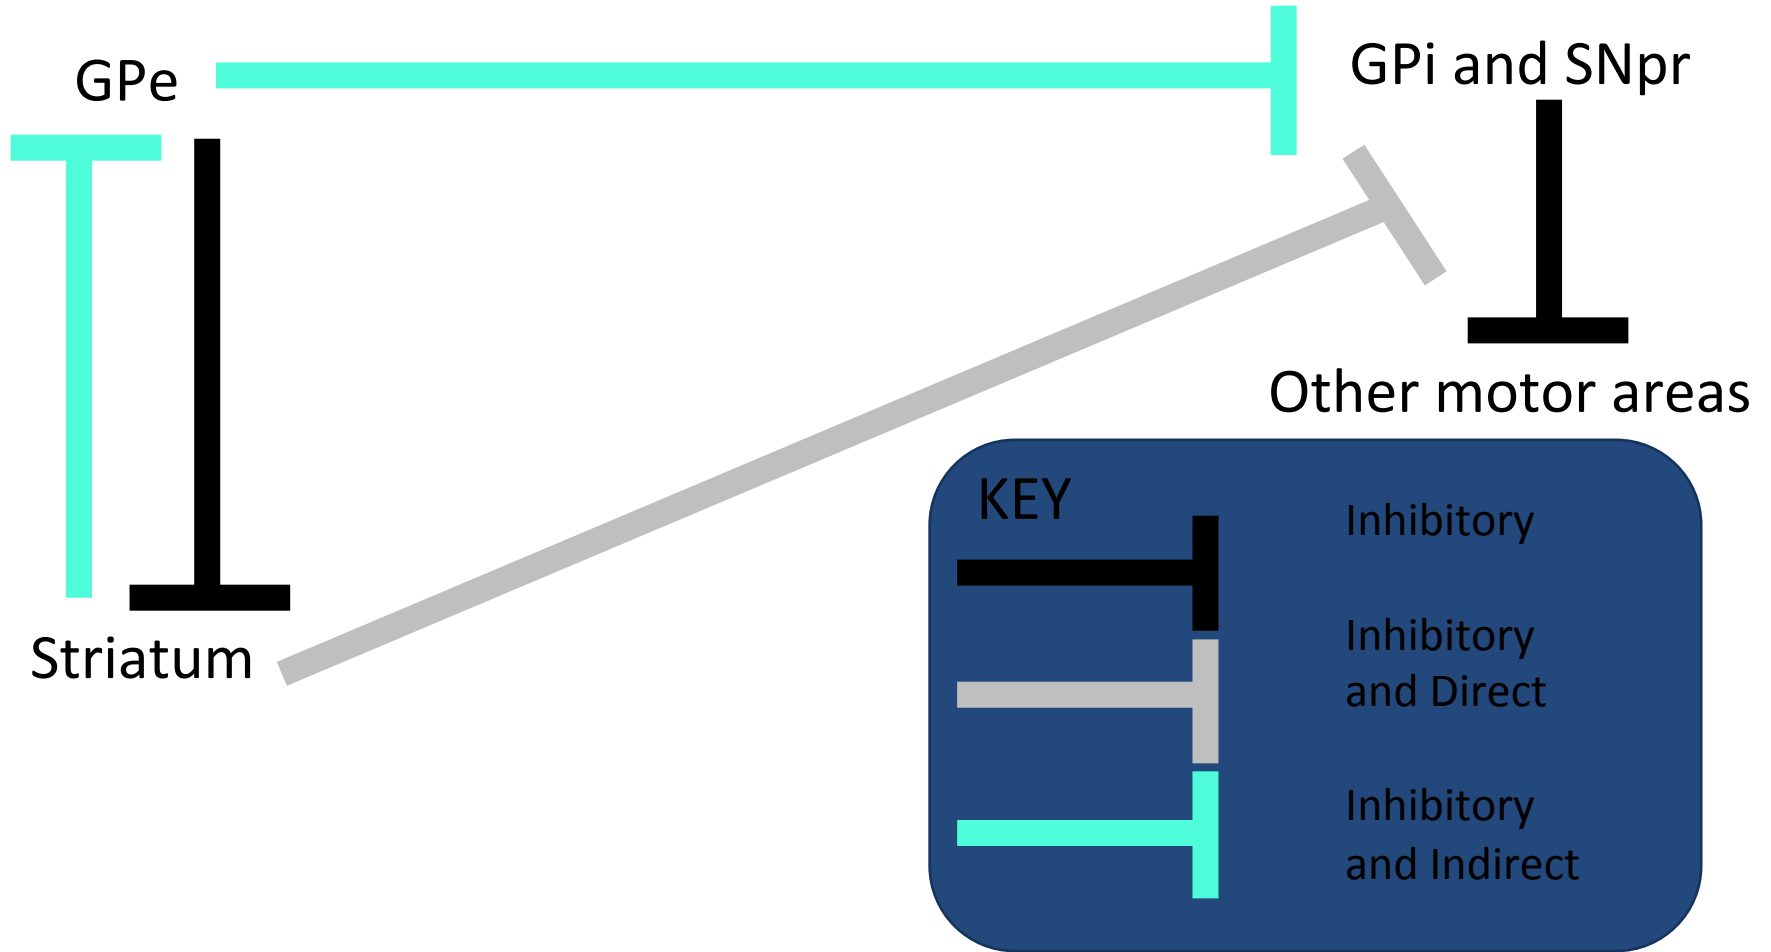 GPe
GPi and SNpr
Other motor areas
Striatum
KEY
Inhibitory
Inhibitory
and Direct
Inhibitory
and Indirect